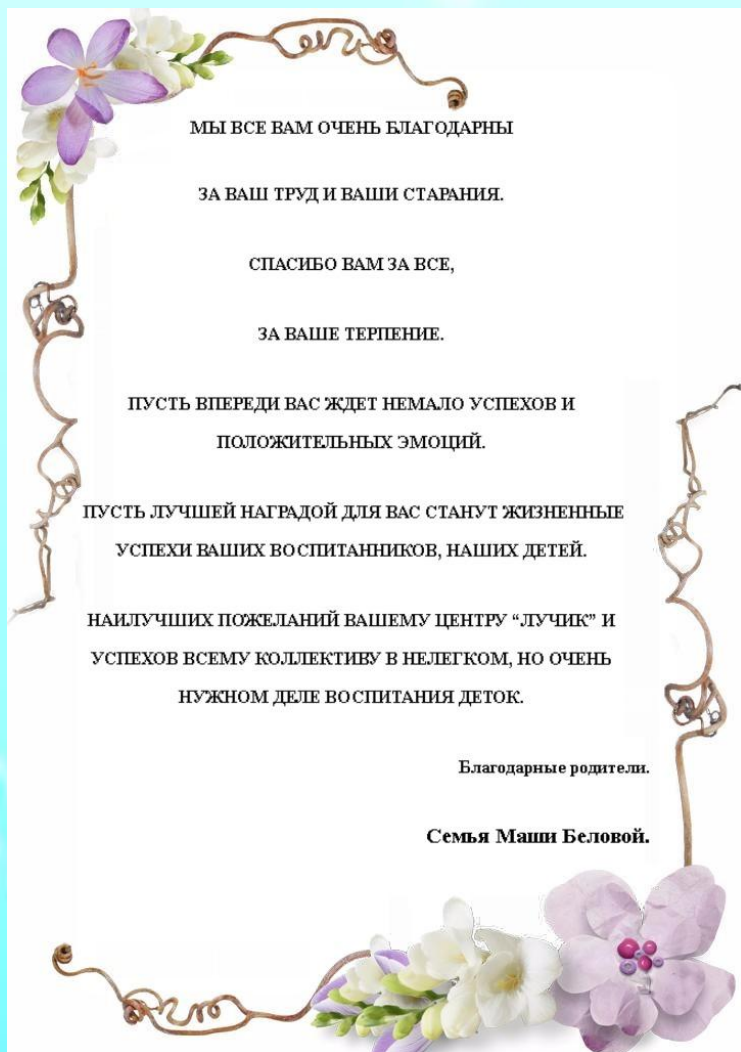 МЫ ВСЕ ВАМ ОЧЕНЬ БЛАГОДАРНЫ
ЗА ВАШ ТРУД И ВАШИ СТАРАНИЯ.
СПАСИБО ВАМ ЗА ВСЕ,
ЗА ВАШЕ ТЕРПЕНИЕ.
ПУСТЬ ВПЕРЕДИ ВАС ЖДЕТ НЕМАЛО УСПЕХОВ И
ПОЛОЖИТЕЛЬНЫХ ЭМОЦИЙ.
ПУСТЬ ЛУЧШЕЙ НАГРАДОЙ ДЛЯ ВАС СТАНУТ ЖИЗНЕННЫЕ
УСПЕХИ ВАШИХ ВОСПИТАННИКОВ, НАШИХ ДЕТЕЙ.
НАИЛУЧШИХ ПОЖЕЛАНИЙ ВАШЕМУ ЦЕНТРУ “ЛУЧИК” И
УСПЕХОВ ВСЕМУ КОЛЛЕКТИВУ В НЕЛЕГКОМ, НО ОЧЕНЬ
НУЖНОМ ДЕЛЕ ВОСПИТАНИЯ ДЕТОК.
Благодарные родители.
Семья Маши Беловой.